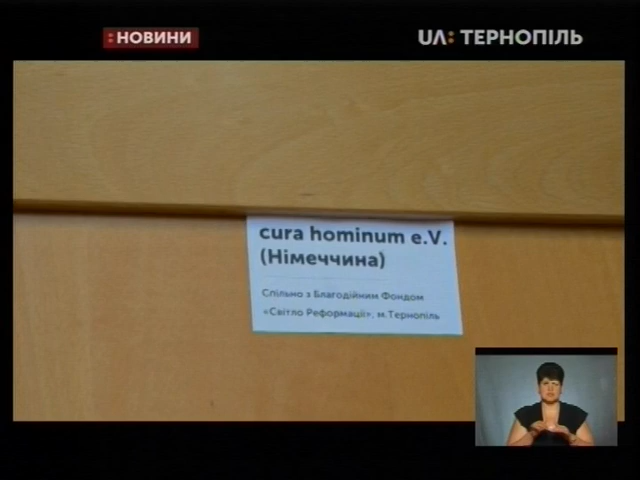 :НОВИНИ
UA: ТЕРНОПІЛЬ
cura hominum e.V.
(Німеччина)
Спільно з Благодійним Фондом
«Світло Реформації», м.Тернопіль